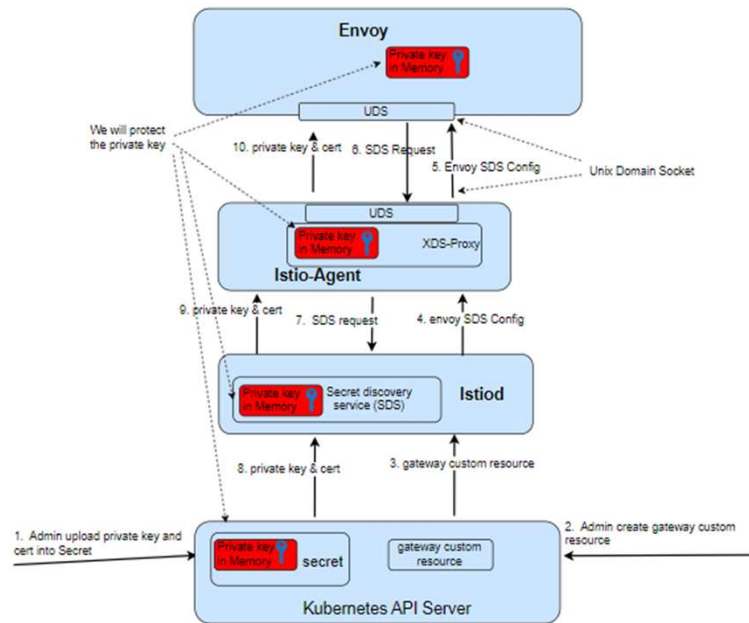 Envoy
Private key
in Memory
UDS
We will protect
the private key
10. private key & cert
6. SDS Request
5. Envoy SDS Config
Unix Domain Socket
UDS
Private key
in Memory
XDS-Proxy
Istio-Agent
9. private key & cert
7. SDS request
4. envoy SDS Config
Private key
in Memory
Secret discovery
service (SDS)
Istiod
8. private key & cert
3. gateway custom resource
1. Admin upload private key and
cert into Secret
2. Admin create gateway custom
resource
Private key
in Memory
secret
gateway custom
resource
Kubernetes API Server